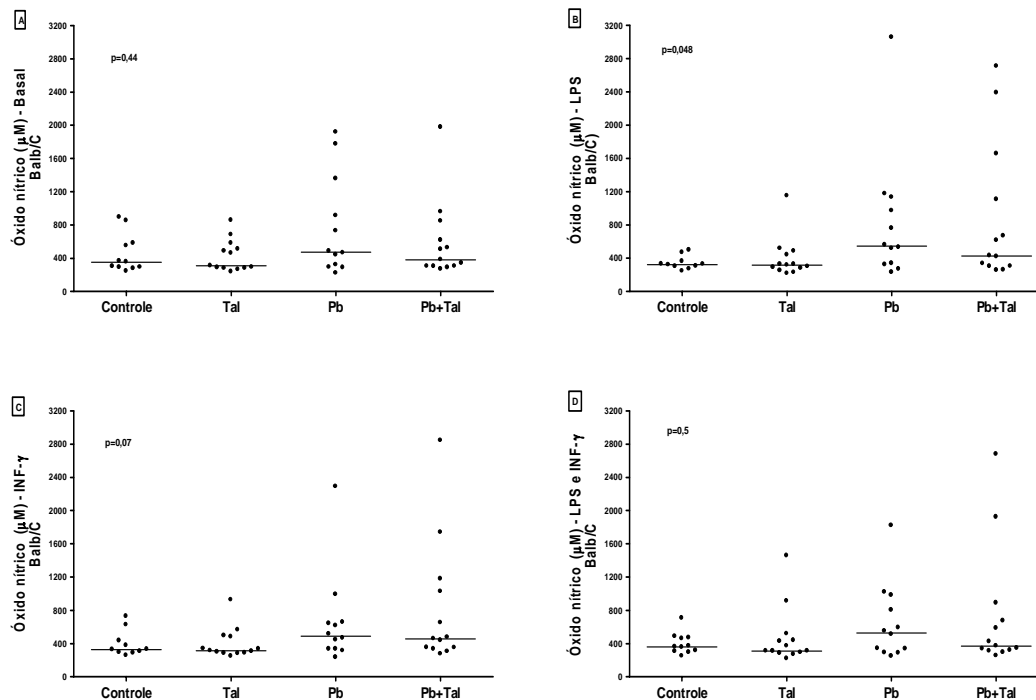 A
Óxido nítrico (µM) - Basal
Balb/C
p=0,44
3200
2800
2400
2000
1600
1200
800
400
0
Controle Tal Pb Pb+Tal
B
Óxido nítrico (µM) - LPS
Balb/C)
p=0,048
3200
2800
2400
2000
1600
1200
800
400
0
Controle Tal Pb Pb+Tal
C
Óxido nítrico (µM) - INF-γ
Balb/C
p=0,07
3200
2800
2400
2000
1600
1200
800
400
0
Controle Tal Pb Pb+Tal
D
Óxido nítrico (µM) - LPS e INF-γ
Balb/C
p=0,5
3200
2800
2400
2000
1600
1200
800
400
0
Controle Tal Pb Pb+Tal